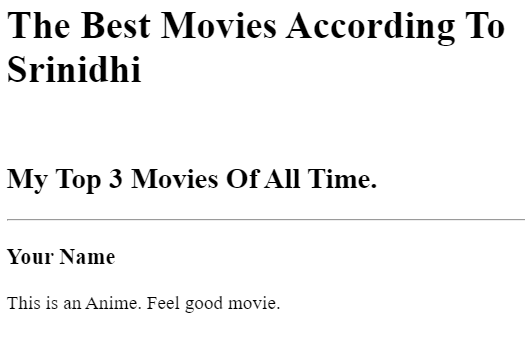 The Best Movies According To
Srinidhi
My Top 3 Movies Of All Time.
Your Name
This is an Anime. Feel good movie.